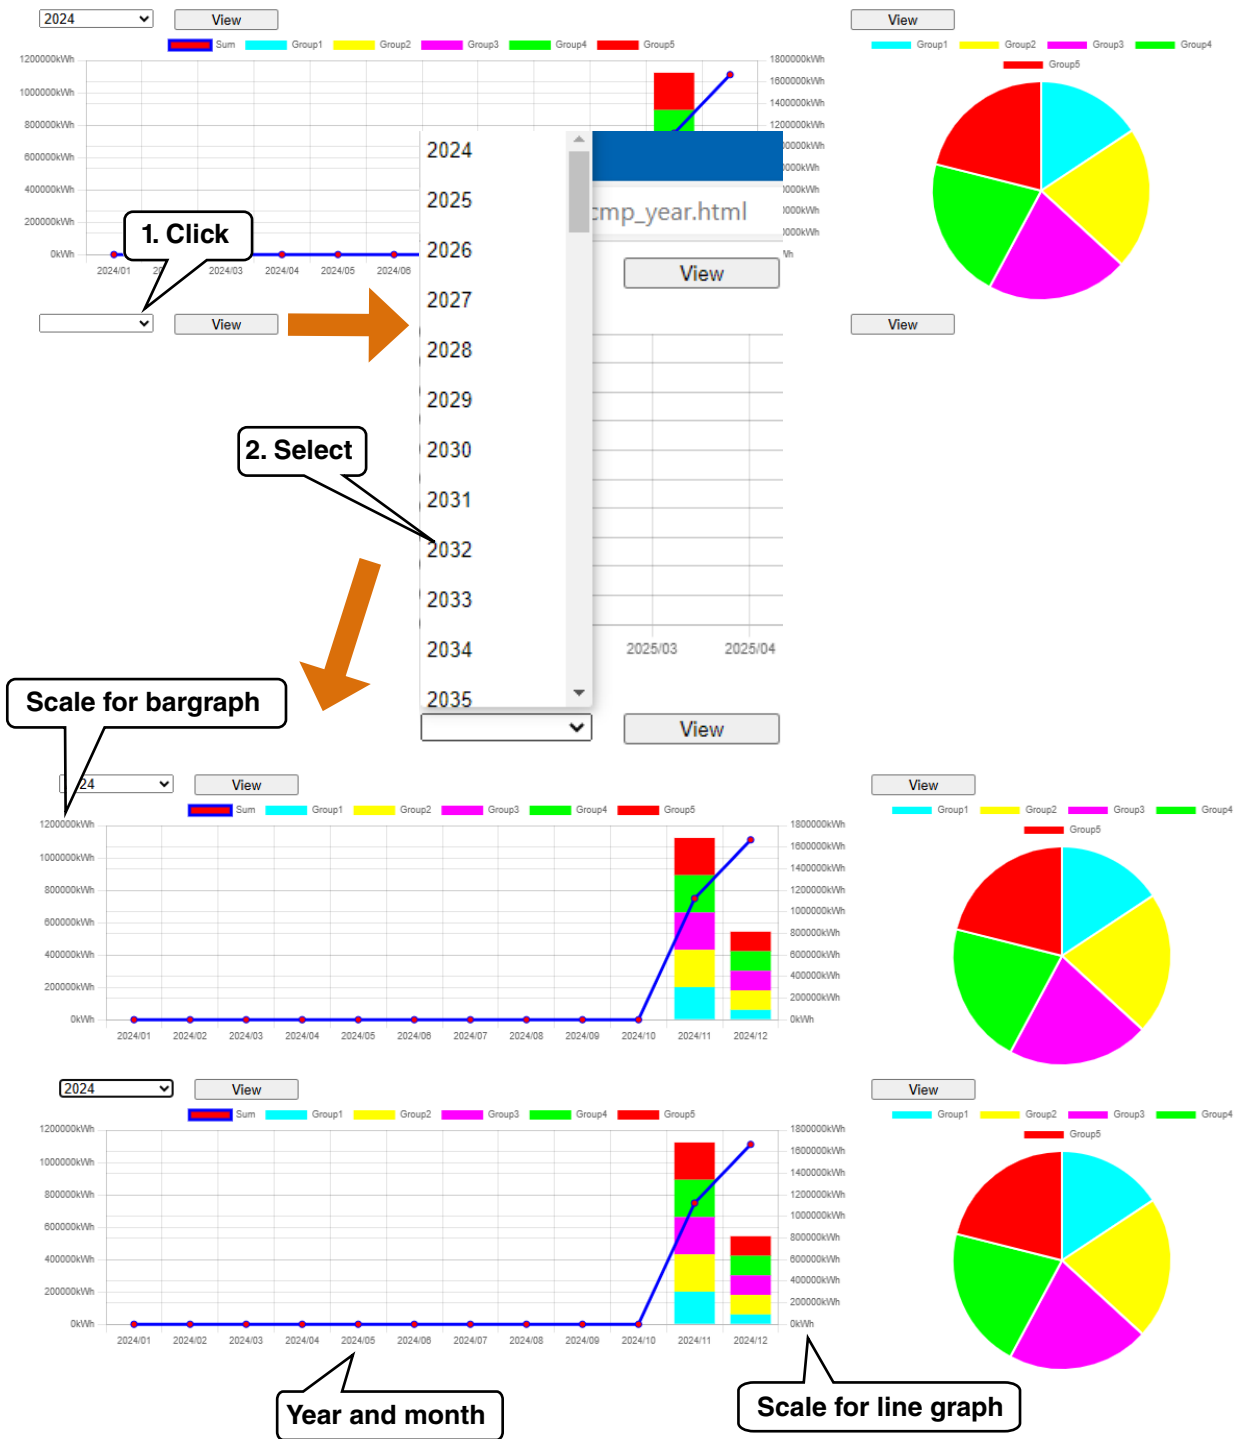 2024
View
View
Sum
Group1
Group2
Group3
Group4
Group5
Group1
Group2
Group3
Group4
Group5
1200000kWh
1000000kWh
800000kWh
600000kWh
400000kWh
200000kWh
0kWh
1800000kWh
1600000kWh
1400000kWh
1200000kWh
2024/01
2024/03
2024/04
2024/05
2024/06
1. Click
View
View
2024
2025
2026
2027
2028
2029
2030
2031
2032
2033
2034
2035
cmp_year.html
View
2025/03
2025/04
View
2. Select
Scale for bargraph
View
View
Sum
Group1
Group2
Group3
Group4
Group5
Group1
Group2
Group3
Group4
Group5
1200000kWh
1000000kWh
800000kWh
600000kWh
400000kWh
200000kWh
0kWh
1800000kWh
1600000kWh
1400000kWh
1200000kWh
1000000kWh
800000kWh
600000kWh
400000kWh
200000kWh
0kWh
2024/01
2024/02
2024/03
2024/04
2024/05
2024/06
2024/07
2024/08
2024/09
2024/10
2024/11
2024/12
2024
View
View
Sum
Group1
Group2
Group3
Group4
Group5
Group1
Group2
Group3
Group4
Group5
1200000kWh
1000000kWh
800000kWh
600000kWh
400000kWh
200000kWh
0kWh
1800000kWh
1600000kWh
1400000kWh
1200000kWh
1000000kWh
800000kWh
600000kWh
400000kWh
200000kWh
0kWh
2024/01
2024/02
2024/03
2024/04
2024/05
2024/06
2024/07
2024/08
2024/09
2024/10
2024/11
2024/12
Year and month
Scale for line graph